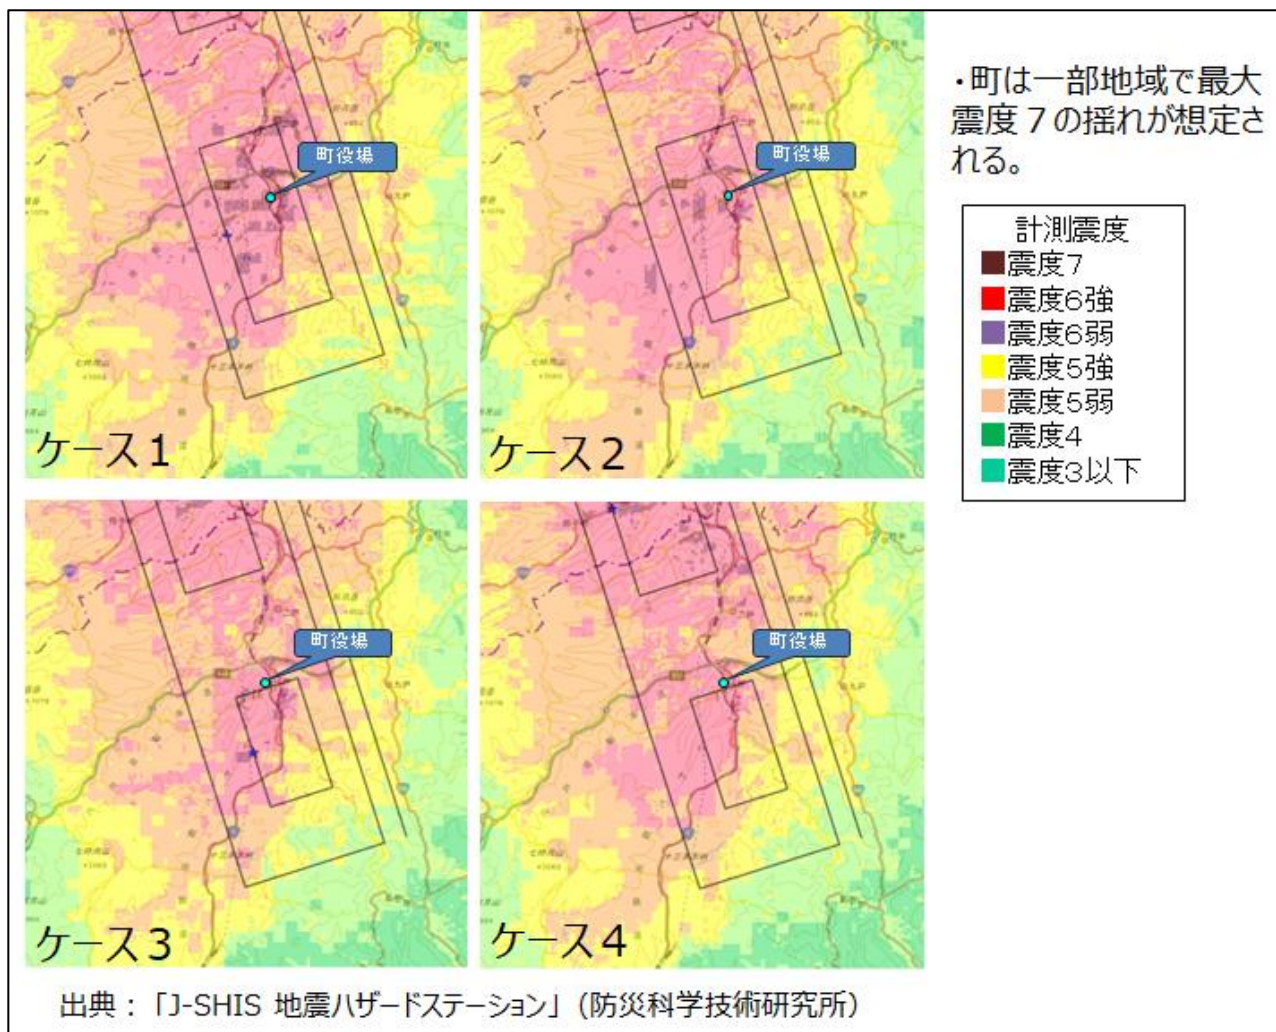 町役場
ケース1
町役場
ケース2
町役場
ケース3
町役場
ケース4
・町は一部地域で最大
震度７の揺れが想定さ
れる。
計測震度
震度7
震度6強
震度6弱
震度5強
震度5弱
震度4
震度3以下
出典：「J-SHIS 地震ハザードステーション」（防災科学技術研究所）